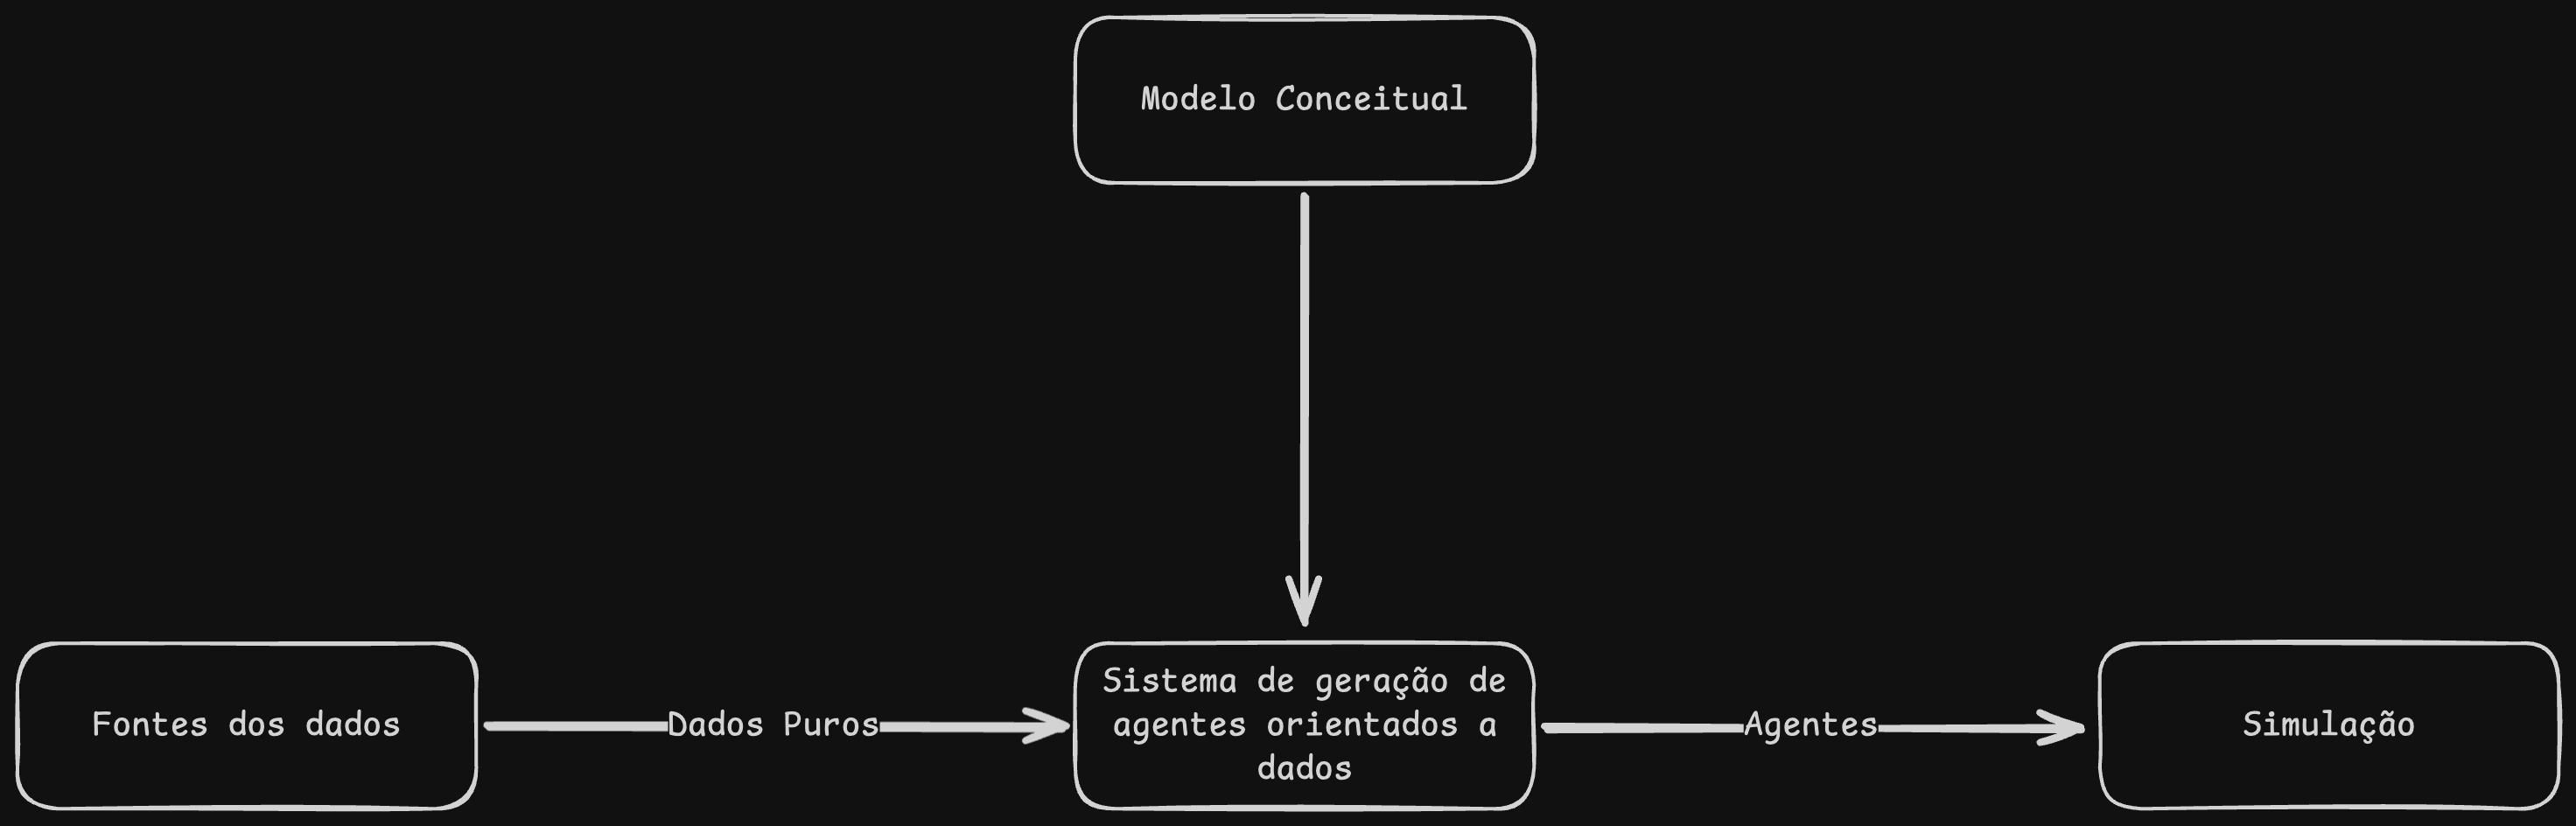 Modelo Conceitual
Fontes dos dados
Dados Puros
Sistema de geração de
agentes orientados a
dados
Agentes
Simulação